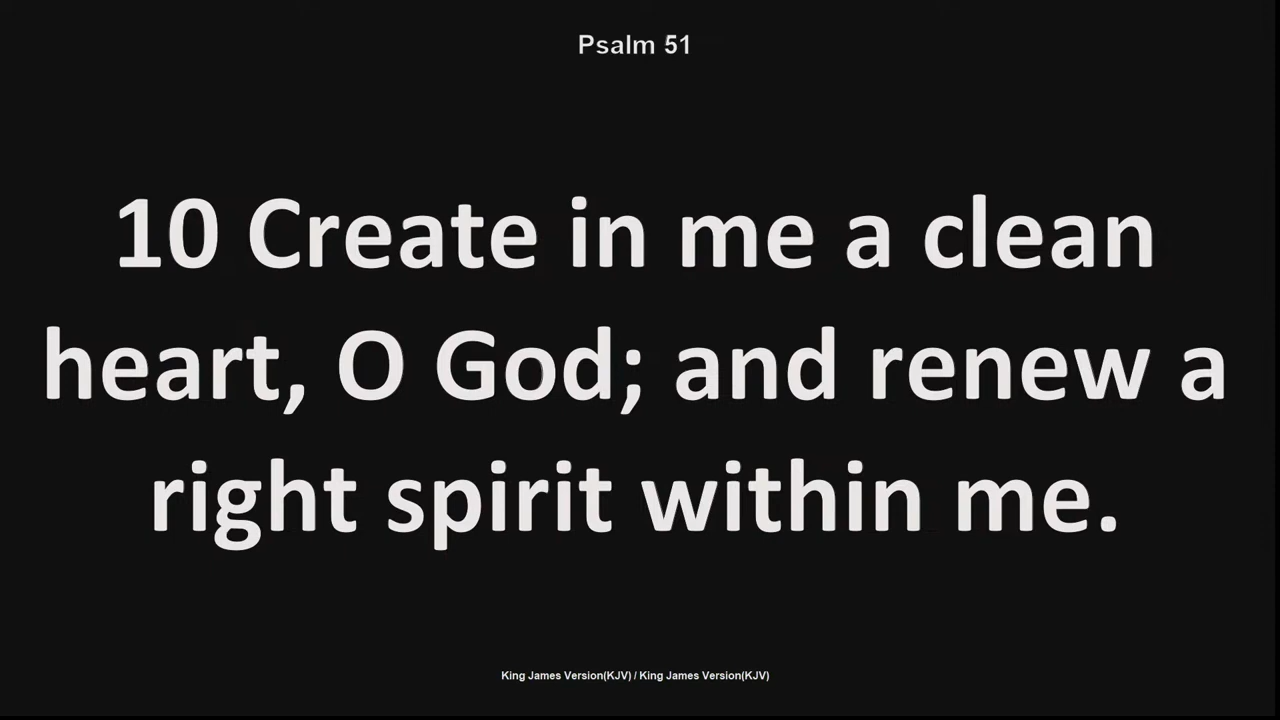 Psalm 51
10 Create in me a clean
heart, O God; and renew a
right spirit within me.
King James Version(KJV) / King James Version(KJV)